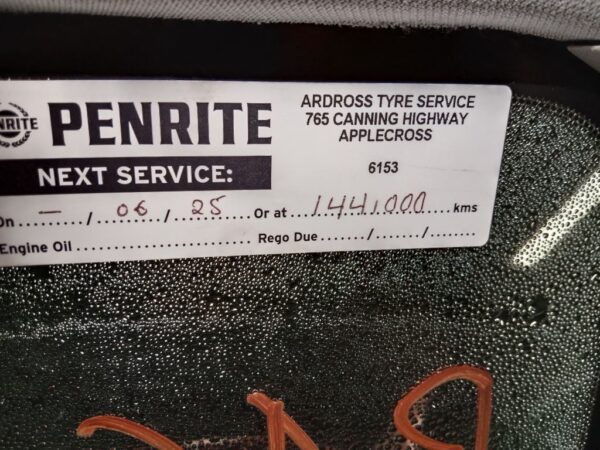 NRITE PENRITE
ARDROSS TYRE SERVICE
765 CANNING HIGHWAY
APPLECROSS
6153
NEXT SERVICE:
On – / 06 / 25 Or at 144,000 kms
Engine Oil Rego Due / /